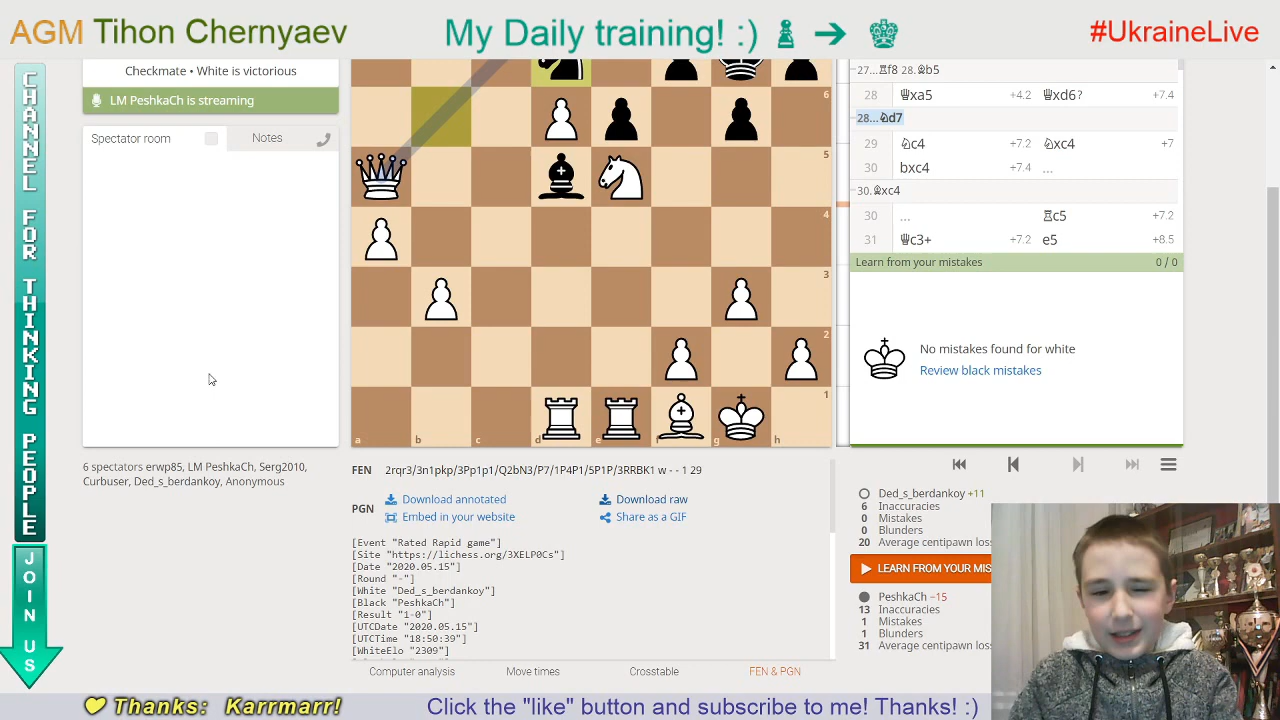 AGM Tihon Chernyaev
My Daily training! :)
#UkraineLive
CHANNEL FOR THINKING PEOPLE
JOIN US
Checkmate • White is victorious
LM PeshkaCh is streaming
Spectator room
Notes
6 spectators erwp85, LM PeshkaCh, Serg2010,
Curbuser, Ded_s_berdankoy, Anonymous
6
5
4
3
2
1
a b c d e f g h
27...♖f8 28.♗b5
28 ♕xa5 +4.2 ♕xd6? +7.4
28...♘d7
29 ♘c4 +7.2 ♘xc4 +7
30 bxc4 +7.4 ...
30.♗xc4
30 ... ♖c5 +7.2
31 ♕c3+ +7.2 e5 +8.5
Learn from your mistakes 0 / 0
No mistakes found for white
Review black mistakes
FEN 2rqr3/3n1pkp/3Pp1p1/Q2bN3/P7/1P4P1/5P1P/3RRBK1 w - - 1 29
Download annotated
Download raw
PGN
Embed in your website
Share as a GIF
[Event "Rated Rapid game"]
[Site "https://lichess.org/3XELP0Cs"]
[Date "2020.05.15"]
[Round "-"]
[White "Ded_s_berdankoy"]
[Black "PeshkaCh"]
[Result "1-0"]
[UTCDate "2020.05.15"]
[UTCTime "18:50:39"]
[WhiteElo "2309"]
Computer analysis
Move times
Crosstable
FEN & PGN
Ded_s_berdankoy +11
6 Inaccuracies
0 Mistakes
0 Blunders
20 Average centipawn loss
LEARN FROM YOUR MIS
PeshkaCh −15
13 Inaccuracies
1 Mistakes
1 Blunders
31 Average centipawn loss
Thanks: Karrmarr!
Click the "like" button and subscribe to me! Thanks! :)